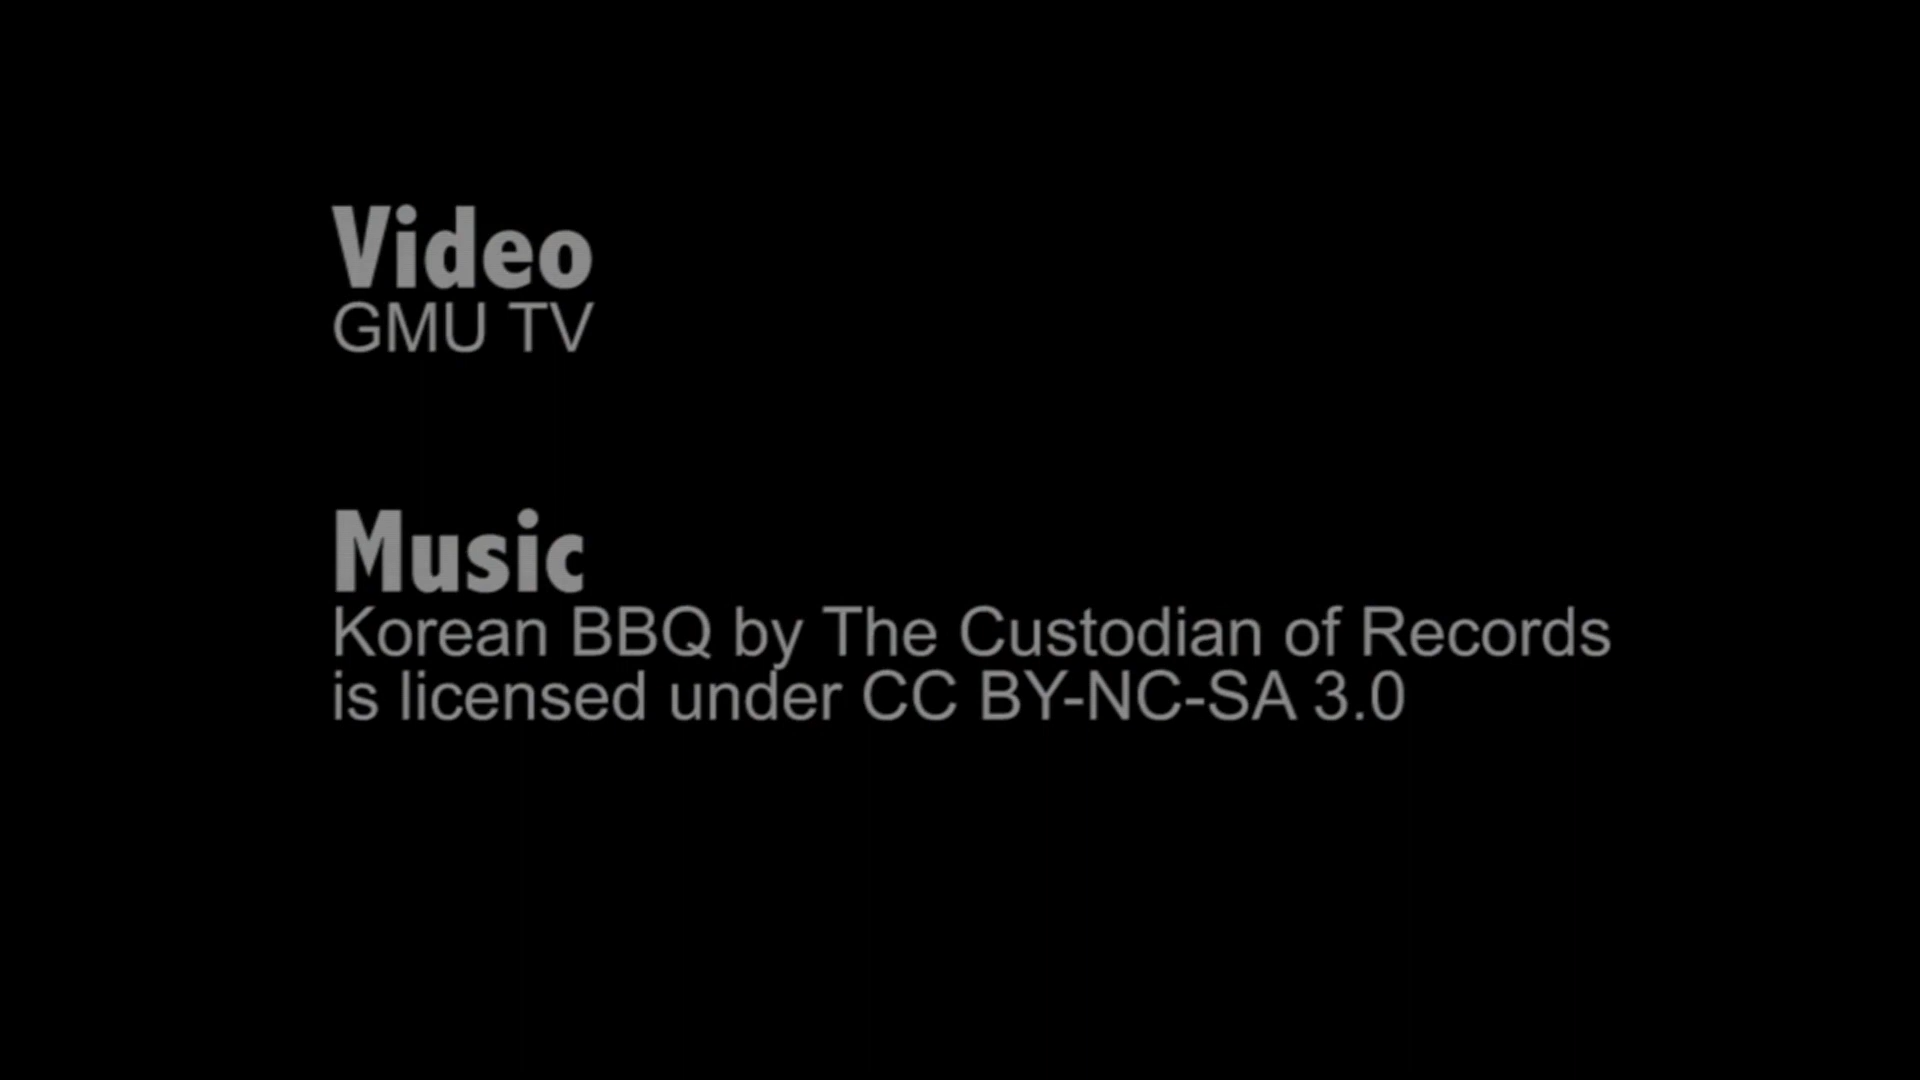 Video
GMU TV
Music
Korean BBQ by The Custodian of Records
is licensed under CC BY-NC-SA 3.0